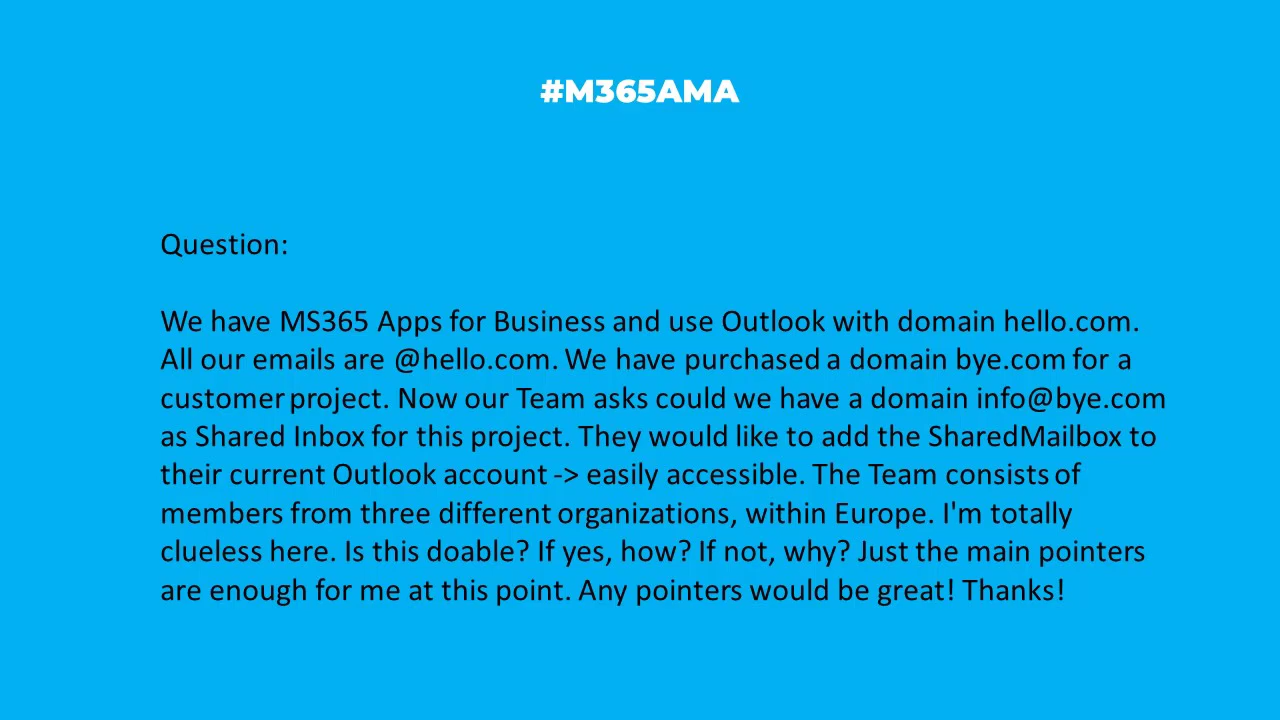 #M365AMA
Question:
We have MS365 Apps for Business and use Outlook with domain hello.com.
All our emails are @hello.com. We have purchased a domain bye.com for a
customer project. Now our Team asks could we have a domain info@bye.com
as Shared Inbox for this project. They would like to add the SharedMailbox to
their current Outlook account -> easily accessible. The Team consists of
members from three different organizations, within Europe. I'm totally
clueless here. Is this doable? If yes, how? If not, why? Just the main pointers
are enough for me at this point. Any pointers would be great! Thanks!